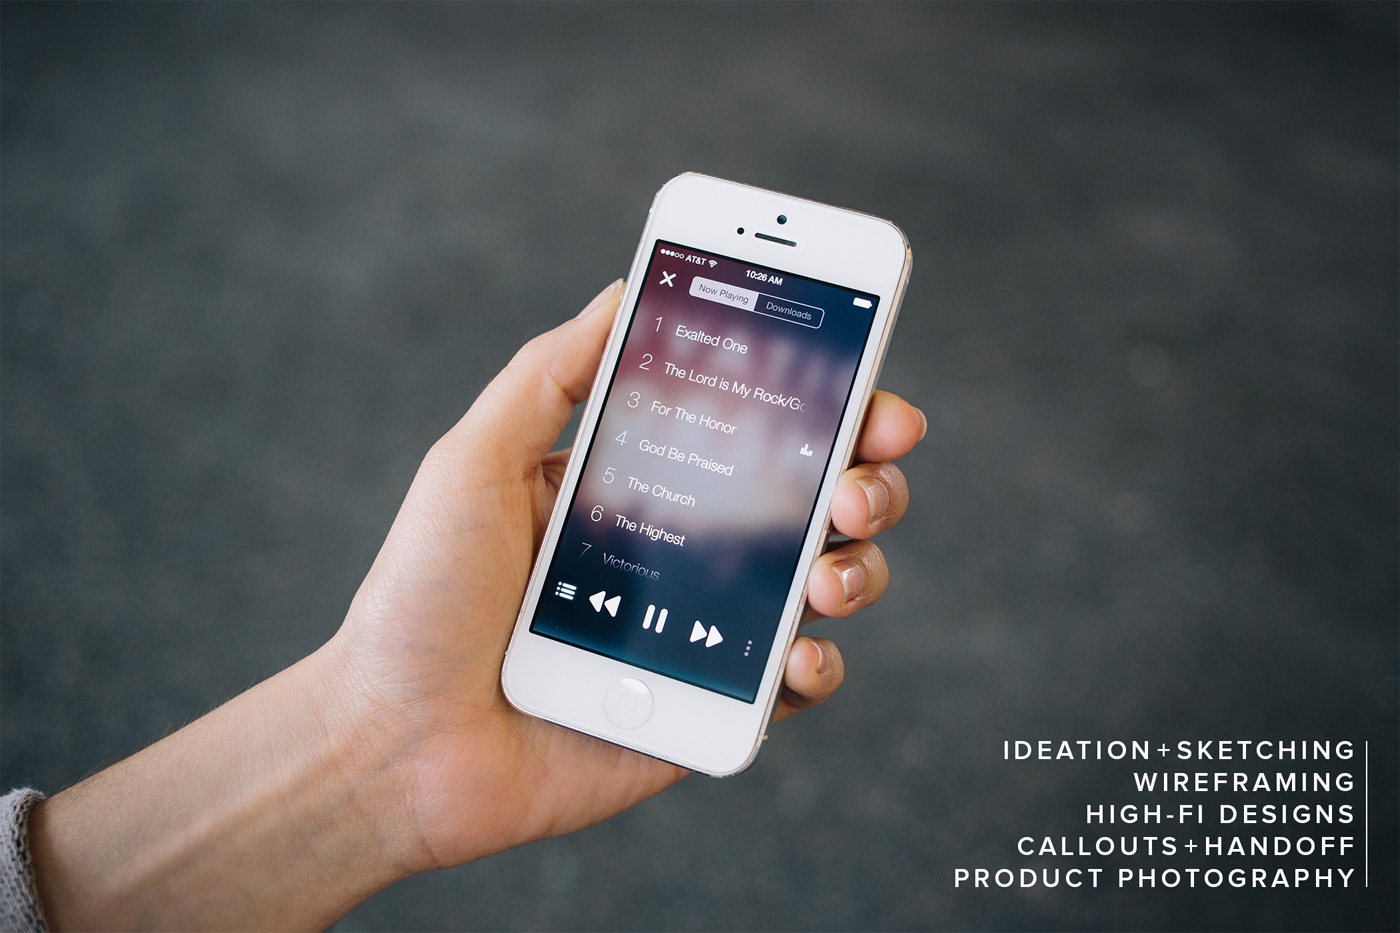 AT&T
10:26 AM
Now Playing
Downloads
1 Exalted One
2 The Lord is My Rock/Go
3 For The Honor
4 God Be Praised
5 The Church
6 The Highest
7 Victorious
IDEATION+SKETCHING
WIREFRAMING
HIGH-FI DESIGNS
CALLOUTS+HANDOFF
PRODUCT PHOTOGRAPHY